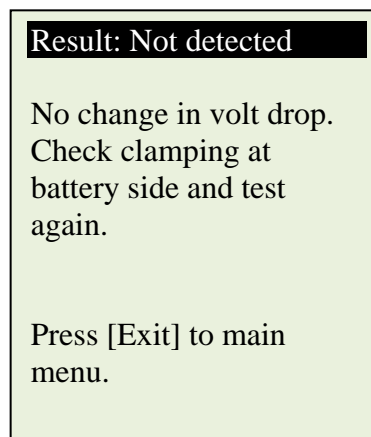 Result: Not detected
No change in volt drop.
Check clamping at
battery side and test
again.
Press [Exit] to main
menu.